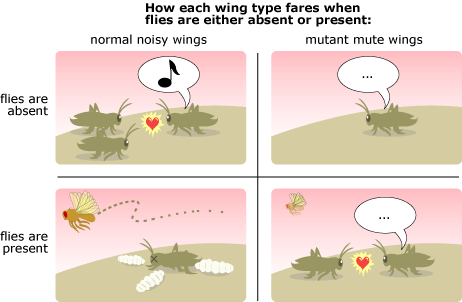 How each wing type fares when
flies are either absent or present:
normal noisy wings
mutant mute wings
flies are
absent
...
flies are
present
...